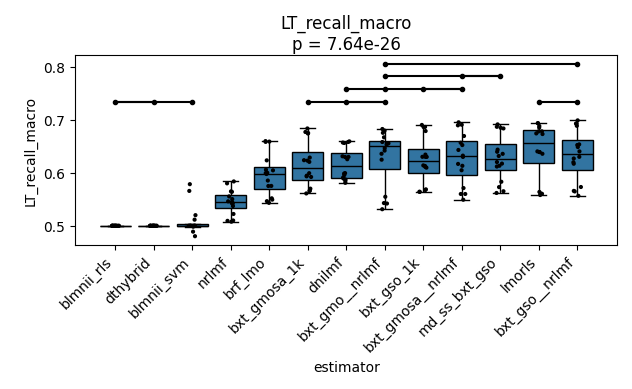 LT_recall_macro
p = 7.64e-26
LT_recall_macro
0.8
0.7
0.6
0.5
blmnii_rls
dthybrid
blmnii_svm
nrlmf
brf_lmo
bxt_gmosa_1k
dnilmf
bxt_gmo__nrlmf
bxt_gso_1k
bxt_gmosa__nrlmf
md_ss_bxt_gso
lmorls
bxt_gso__nrlmf
estimator